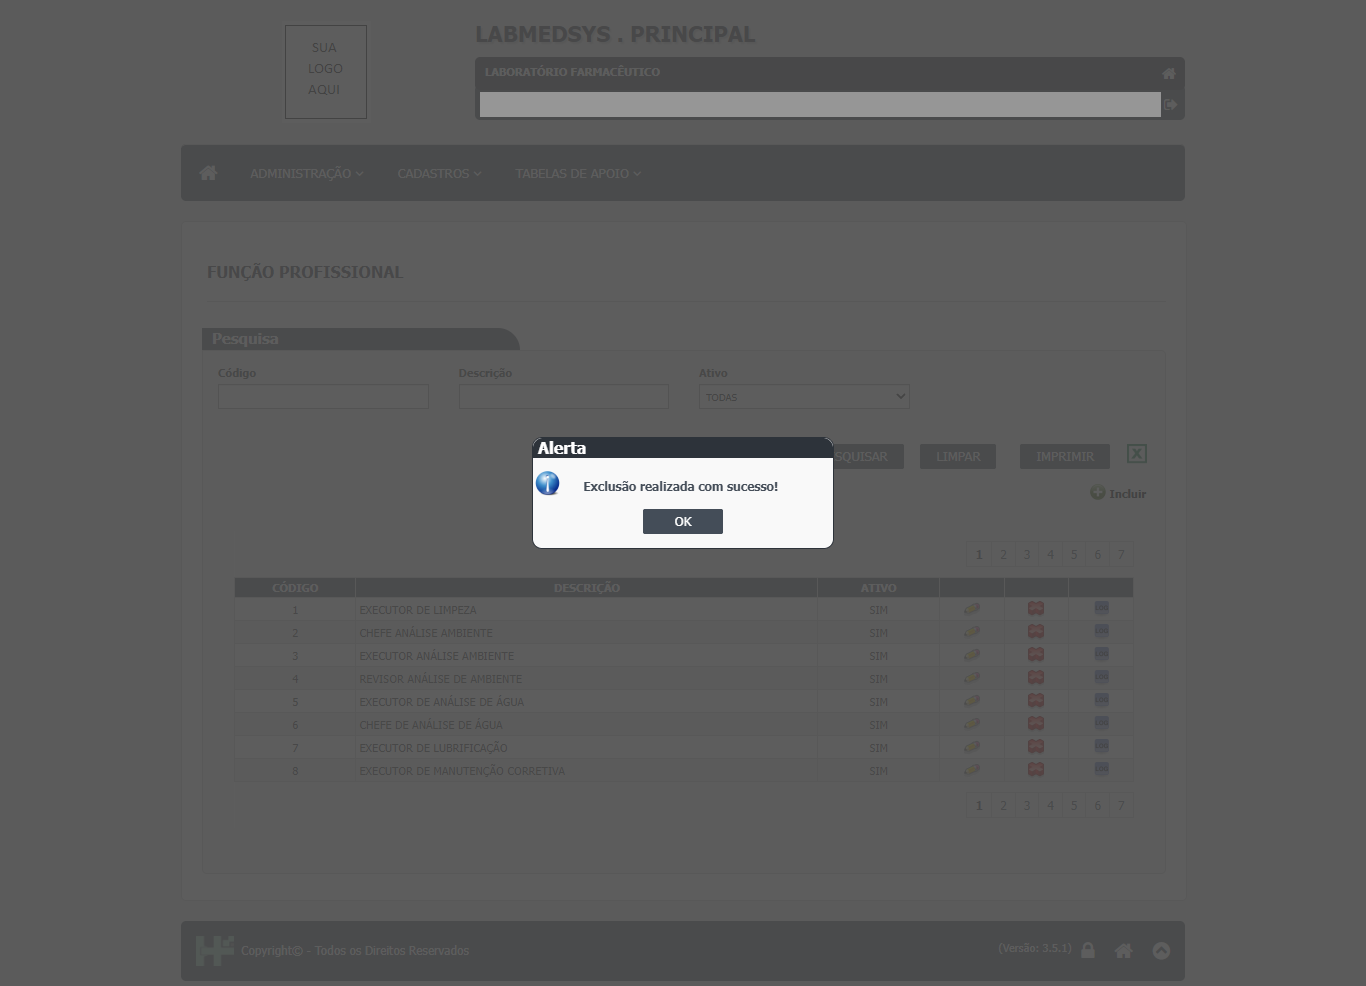 SUA
LOGO
AQUI
LABMEDSYS . PRINCIPAL
LABORATÓRIO FARMACÊUTICO
ADMINISTRAÇÃO CADASTROS TABELAS DE APOIO
FUNÇÃO PROFISSIONAL
Pesquisa
Código Descrição Ativo
TODAS
Alerta
SQUISAR LIMPAR IMPRIMIR X
Exclusão realizada com sucesso!
Incluir
OK
1 2 3 4 5 6 7
CÓDIGO DESCRIÇÃO ATIVO
1 EXECUTOR DE LIMPEZA SIM
2 CHEFE ANÁLISE AMBIENTE SIM
3 EXECUTOR ANÁLISE AMBIENTE SIM
4 REVISOR ANÁLISE DE AMBIENTE SIM
5 EXECUTOR DE ANÁLISE DE ÁGUA SIM
6 CHEFE DE ANÁLISE DE ÁGUA SIM
7 EXECUTOR DE LUBRIFICAÇÃO SIM
8 EXECUTOR DE MANUTENÇÃO CORRETIVA SIM
1 2 3 4 5 6 7
Copyright© - Todos os Direitos Reservados (Versão: 3.5.1)